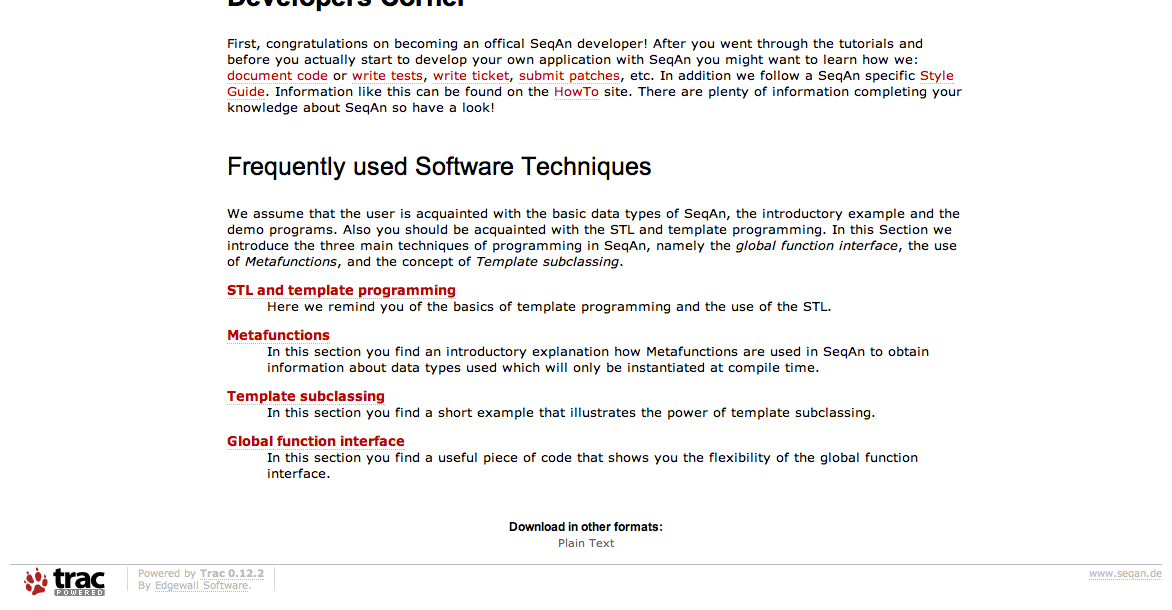 Developers Corner
First, congratulations on becoming an offical SeqAn developer! After you went through the tutorials and
before you actually start to develop your own application with SeqAn you might want to learn how we:
document code or write tests, write ticket, submit patches, etc. In addition we follow a SeqAn specific Style
Guide. Information like this can be found on the HowTo site. There are plenty of information completing your
knowledge about SeqAn so have a look!
Frequently used Software Techniques
We assume that the user is acquainted with the basic data types of SeqAn, the introductory example and the
demo programs. Also you should be acquainted with the STL and template programming. In this Section we
introduce the three main techniques of programming in SeqAn, namely the global function interface, the use
of Metafunctions, and the concept of Template subclassing.
STL and template programming
Here we remind you of the basics of template programming and the use of the STL.
Metafunctions
In this section you find an introductory explanation how Metafunctions are used in SeqAn to obtain
information about data types used which will only be instantiated at compile time.
Template subclassing
In this section you find a short example that illustrates the power of template subclassing.
Global function interface
In this section you find a useful piece of code that shows you the flexibility of the global function
interface.
Download in other formats:
Plain Text
trac
POWERED
Powered by Trac 0.12.2
By Edgewall Software.
www.seqan.de